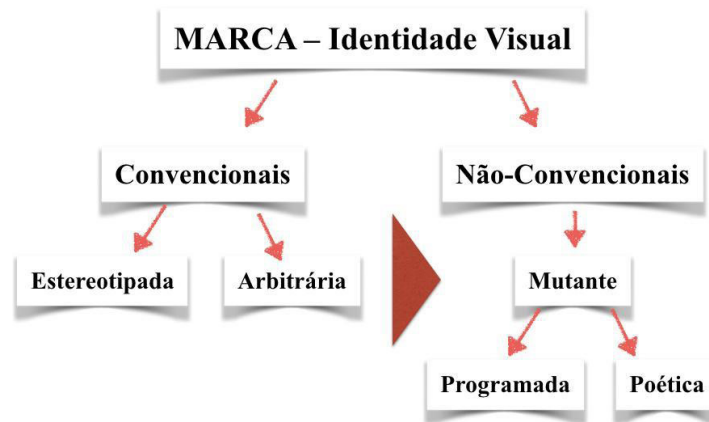 MARCA – Identidade Visual
Convencionais
Não-Convencionais
Estereotipada
Arbitrária
Mutante
Programada
Poética